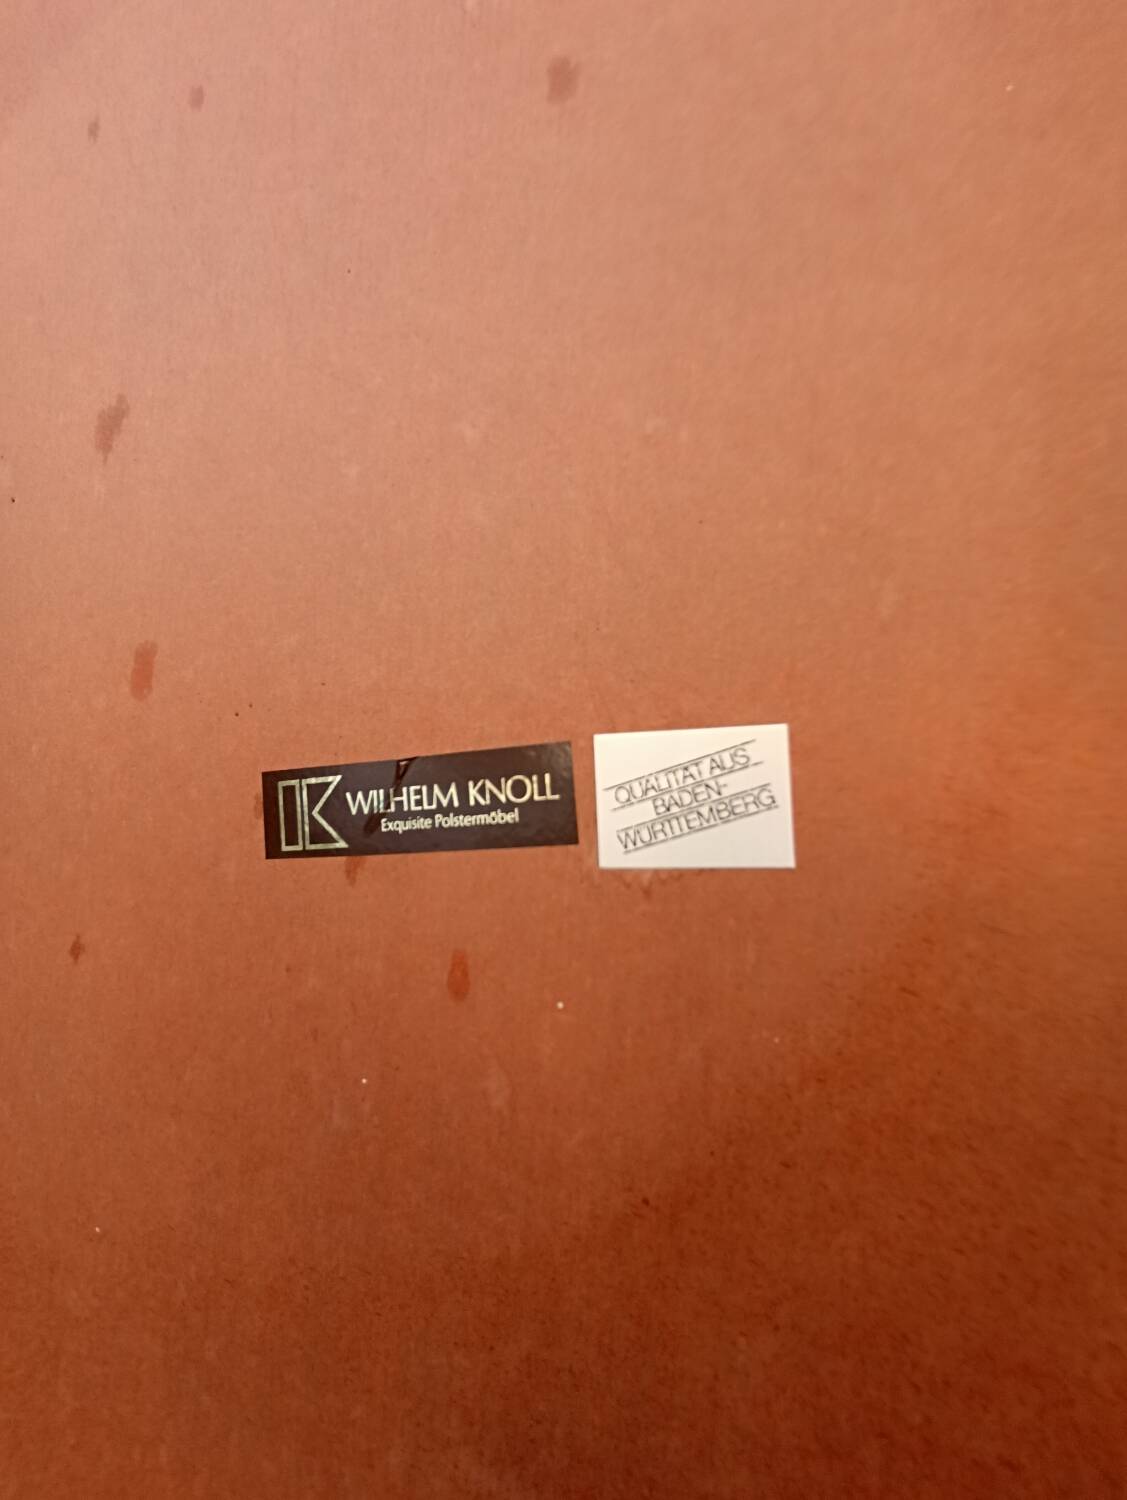 WILHELM KNOLL
Exquisite Polstermöbel
QUALITÄT AUS
BADEN-
WÜRTTEMBERG